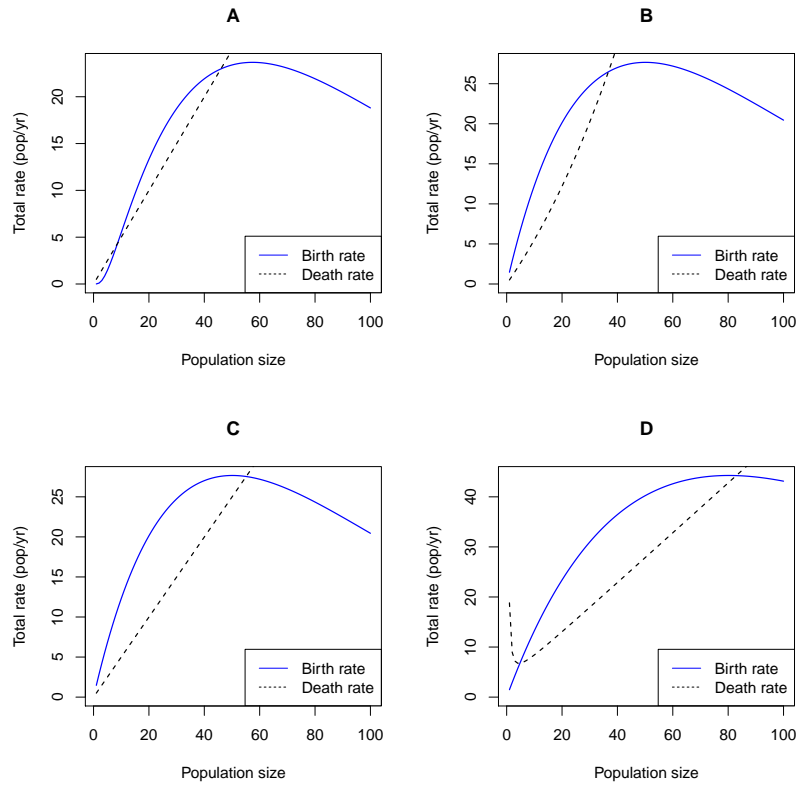 A
Total rate (pop/yr)
20
15
10
5
0
Birth rate
Death rate
0 20 40 60 80 100
Population size
B
Total rate (pop/yr)
25
20
15
10
5
0
Birth rate
Death rate
0 20 40 60 80 100
Population size
C
Total rate (pop/yr)
25
20
15
10
5
0
Birth rate
Death rate
0 20 40 60 80 100
Population size
D
Total rate (pop/yr)
40
30
20
10
0
Birth rate
Death rate
0 20 40 60 80 100
Population size